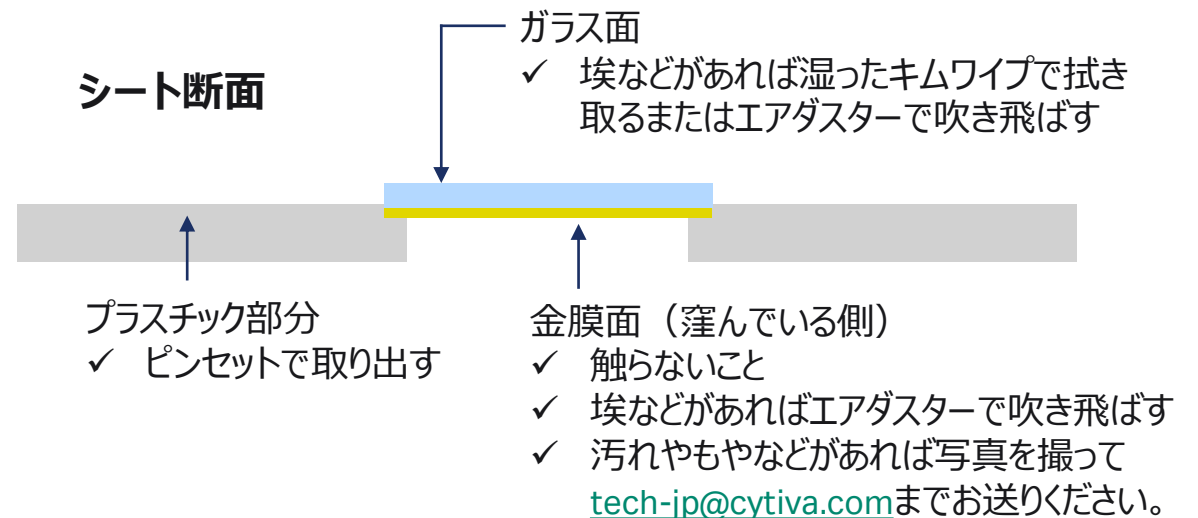 シート断面
ガラス面
✓ 埃などがあれば湿ったキムワイプで拭き
取るまたはエアダスターで吹き飛ばす
プラスチック部分
✓ ピンセットで取り出す
金膜面（窪んでいる側）
✓ 触らないこと
✓ 埃などがあればエアダスターで吹き飛ばす
✓ 汚れやもやなどがあれば写真を撮って
tech-jp@cytiva.comまでお送りください。